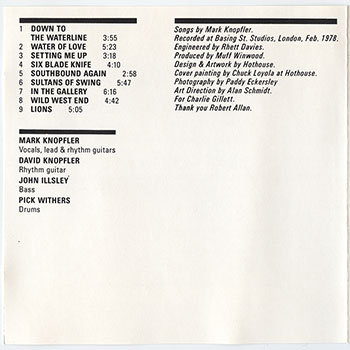 1 DOWN TO
THE WATERLINE 3:55
2 WATER OF LOVE 5:23
3 SETTING ME UP 3:18
4 SIX BLADE KNIFE 4:10
5 SOUTHBOUND AGAIN 2:58
6 SULTANS OF SWING 5:47
7 IN THE GALLERY 6:16
8 WILD WEST END 4:42
9 LIONS 5:05
MARK KNOPFLER
Vocals, lead & rhythm guitars
DAVID KNOPFLER
Rhythm guitar
JOHN ILLSLEY
Bass
PICK WITHERS
Drums
Songs by Mark Knopfler.
Recorded at Basing St. Studios, London, Feb. 1978.
Engineered by Rhett Davies.
Produced by Muff Winwood.
Design & Artwork by Hothouse.
Cover painting by Chuck Loyola at Hothouse.
Photography by Paddy Eckersley
Art Direction by Alan Schmidt.
For Charlie Gillett.
Thank you Robert Allan.